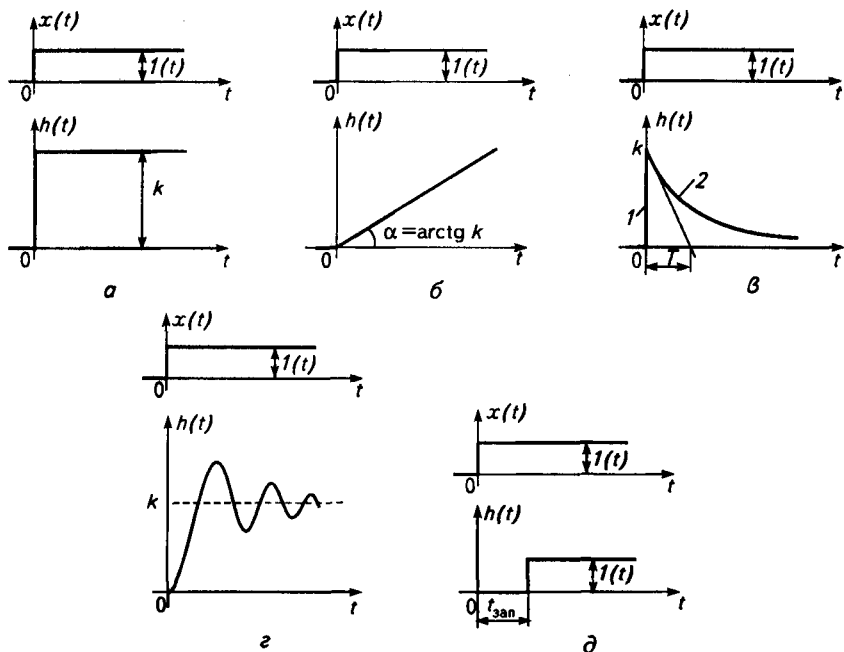 x(t)
1(t)
0
t
h(t)
k
0
t
а
x(t)
1(t)
0
t
h(t)
α=arctg k
0
t
б
x(t)
1(t)
0
t
h(t)
k
1
2
0
T
t
в
x(t)
1(t)
0
t
h(t)
k
0
t
г
x(t)
1(t)
0
t
h(t)
1(t)
0
tзап
t
д